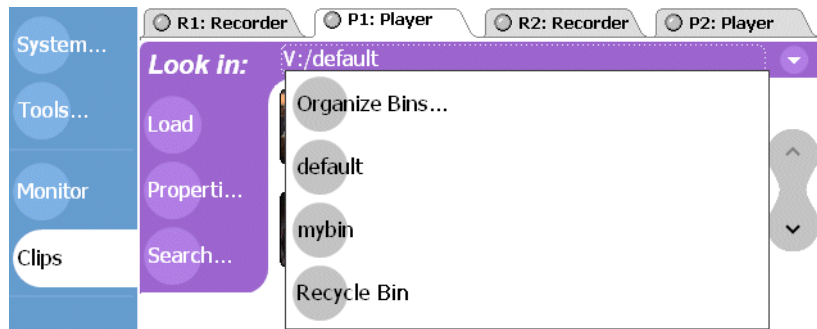 R1: Recorder
P1: Player
R2: Recorder
P2: Player
System...
Tools...
Monitor
Clips
Look in:
V:/default
Load
Properti...
Search...
Organize Bins...
default
mybin
Recycle Bin